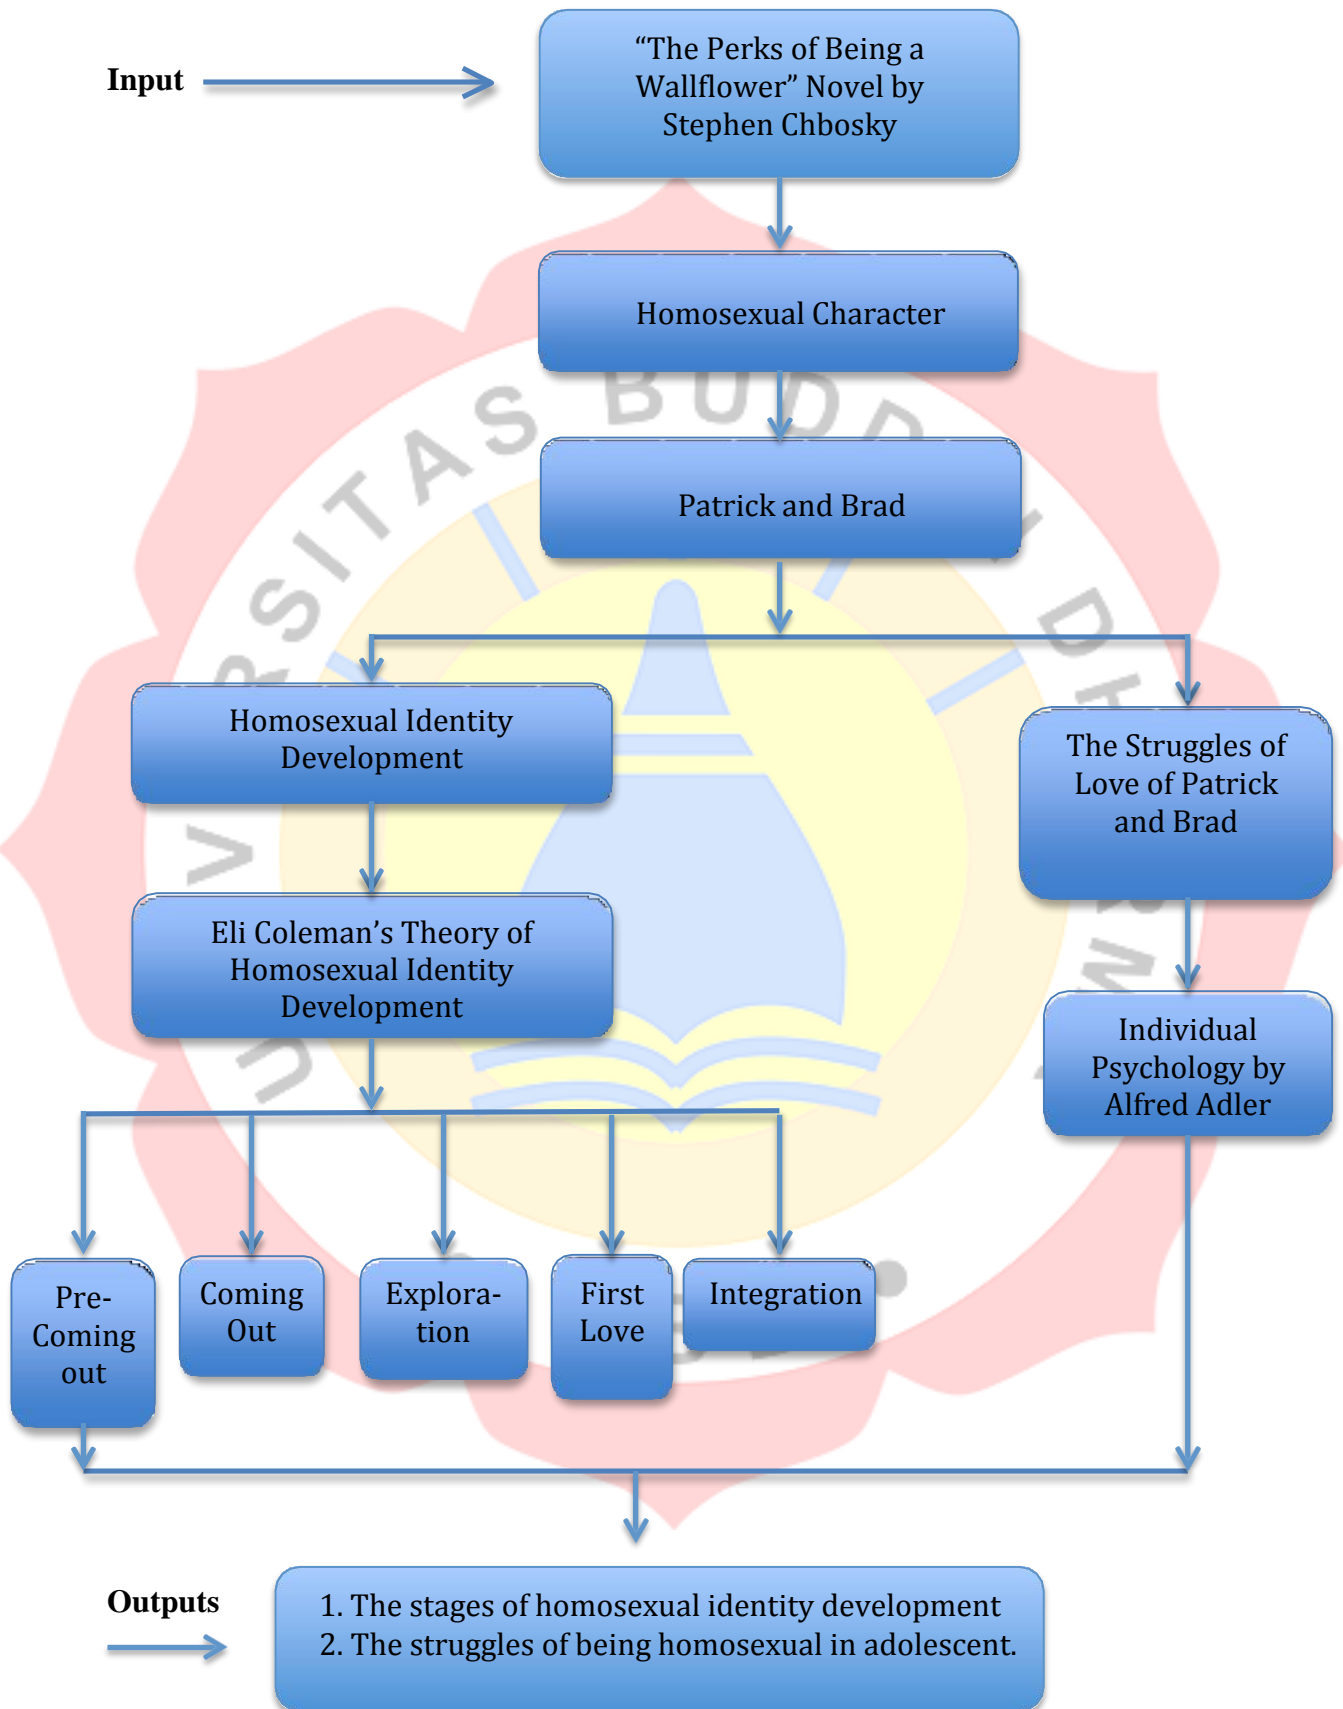 Input
“The Perks of Being a
Wallflower” Novel by
Stephen Chbosky
Homosexual Character
Patrick and Brad
Homosexual Identity
Development
The Struggles of
Love of Patrick
and Brad
Eli Coleman’s Theory of
Homosexual Identity
Development
Individual
Psychology by
Alfred Adler
Pre-
Coming
out
Coming
Out
Explora-
tion
First
Love
Integration
Outputs
1. The stages of homosexual identity development
2. The struggles of being homosexual in adolescent.